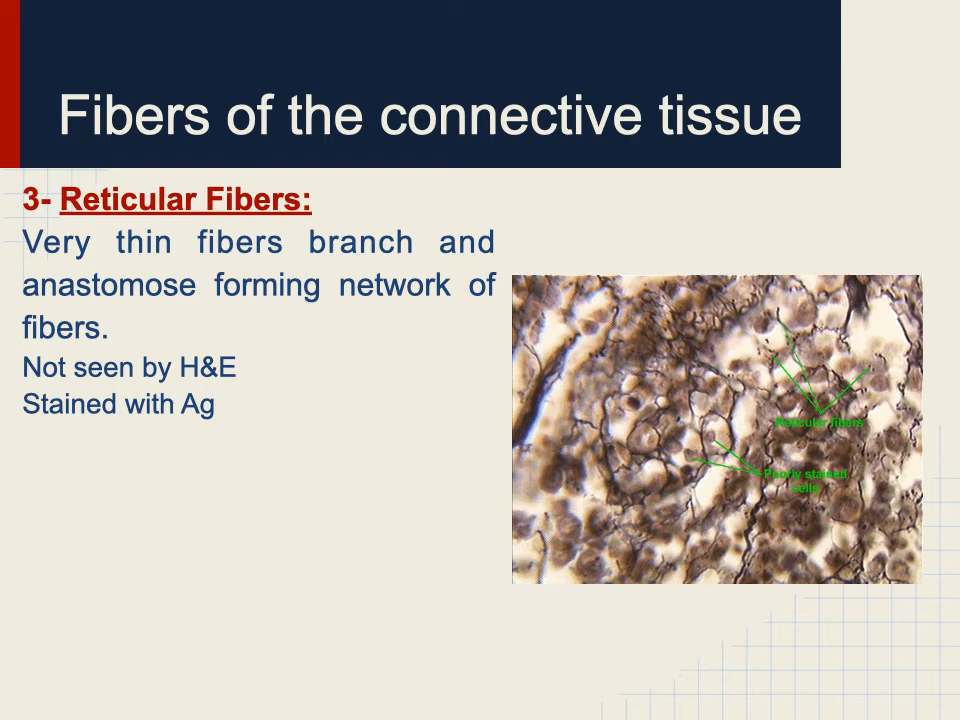 Fibers of the connective tissue
3- Reticular Fibers:
Very thin fibers branch and
anastomose forming network of
fibers.
Not seen by H&E
Stained with Ag
Reticular fibers
Poorly stained
cells